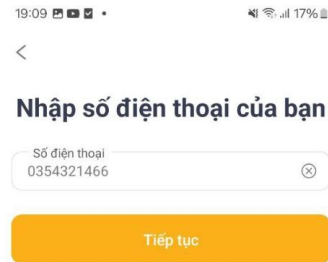 19:09
17%
Nhập số điện thoại của bạn
Số điện thoại
0354321466
Tiếp tục